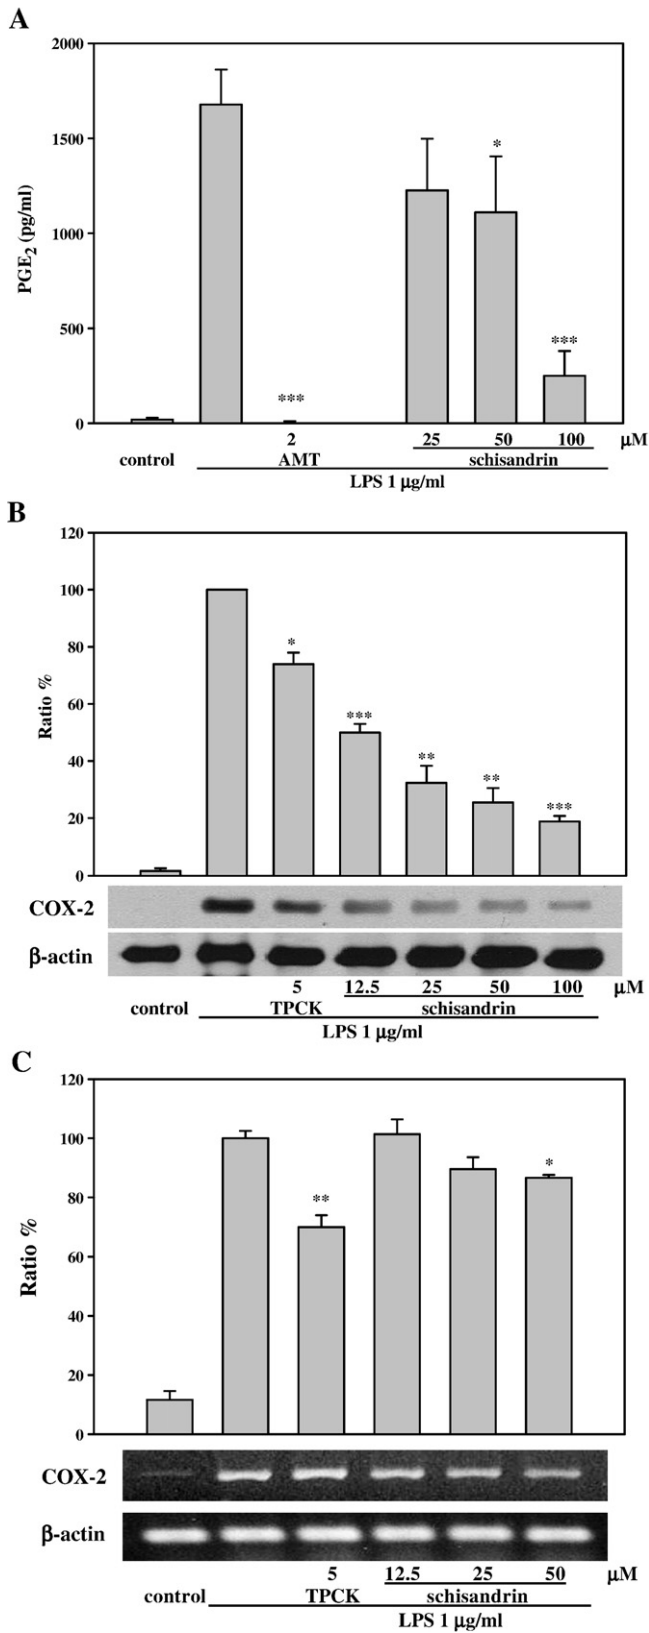 A
2000
1500
1000
500
0
PGE2 (pg/ml)
***
*
***
2 25 50 100 μM
control AMT schisandrin
LPS 1 μg/ml
B
120
100
80
60
40
20
0
Ratio %
*
***
**
**
***
COX-2
β-actin
5 12.5 25 50 100 μM
control TPCK schisandrin
LPS 1 μg/ml
C
120
100
80
60
40
20
0
Ratio %
**
*
COX-2
β-actin
5 12.5 25 50 μM
control TPCK schisandrin
LPS 1 μg/ml